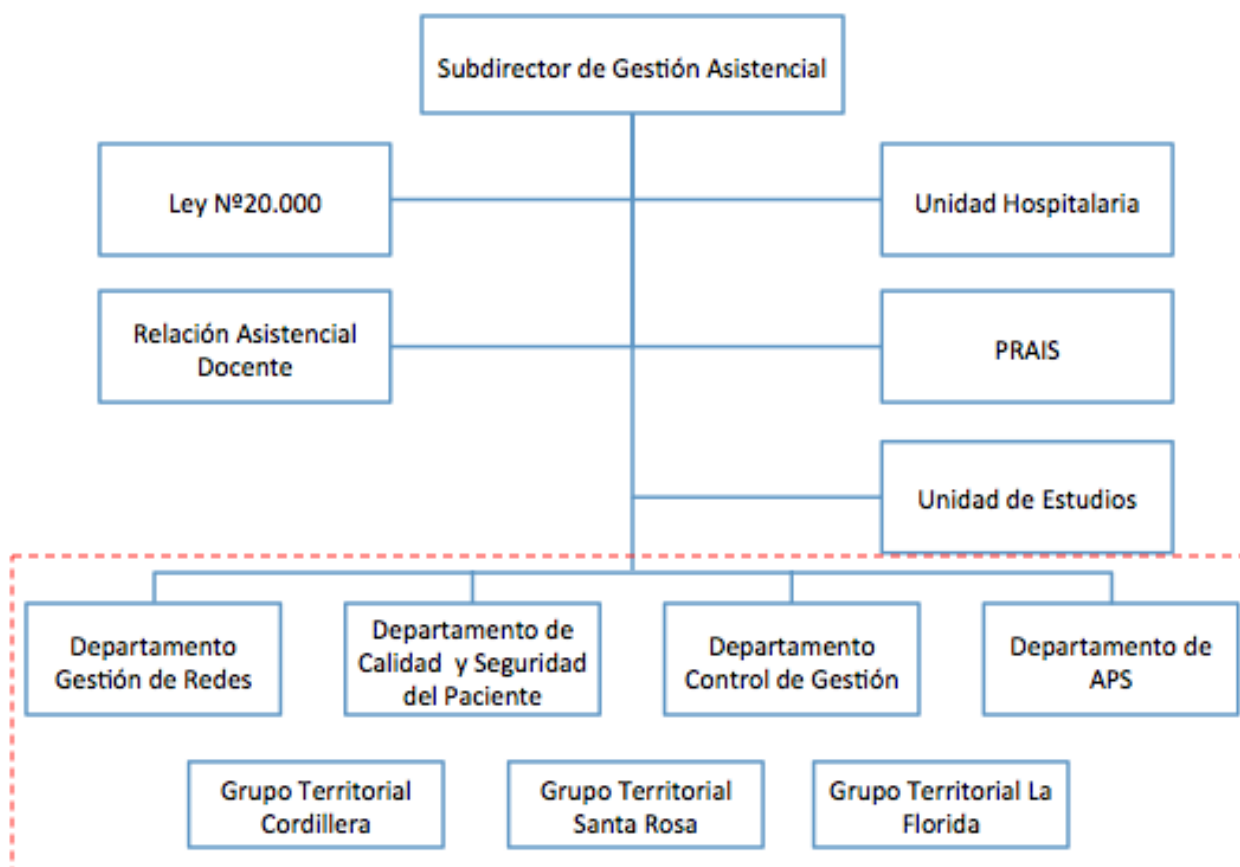 Subdirector de Gestión Asistencial
Ley Nº20.000
Unidad Hospitalaria
Relación Asistencial
Docente
PRAIS
Unidad de Estudios
Departamento
Gestión de Redes
Departamento de
Calidad y Seguridad
del Paciente
Departamento
Control de Gestión
Departamento de
APS
Grupo Territorial
Cordillera
Grupo Territorial
Santa Rosa
Grupo Territorial La
Florida